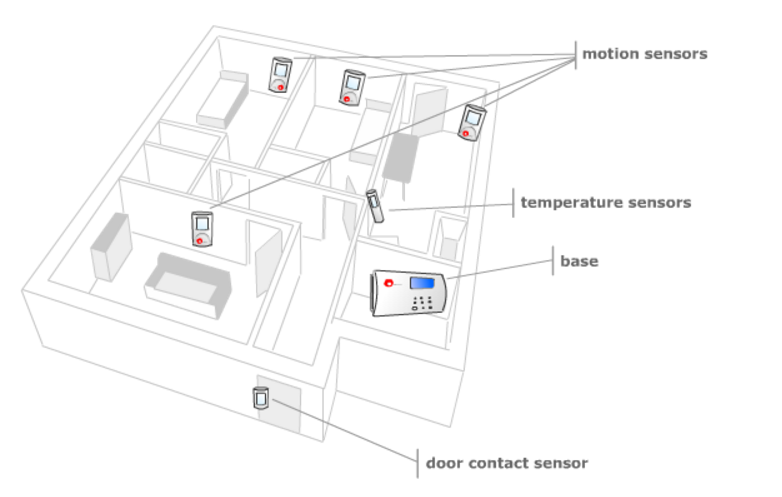 motion sensors
temperature sensors
base
door contact sensor